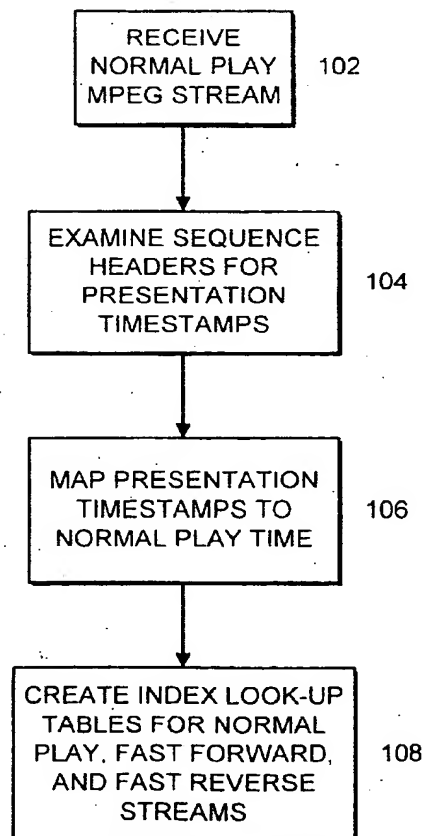 RECEIVE
NORMAL PLAY
MPEG STREAM
102
EXAMINE SEQUENCE
HEADERS FOR
PRESENTATION
TIMESTAMPS
104
MAP PRESENTATION
TIMESTAMPS TO
NORMAL PLAY TIME
106
CREATE INDEX LOOK-UP
TABLES FOR NORMAL
PLAY, FAST FORWARD,
AND FAST REVERSE
STREAMS
108